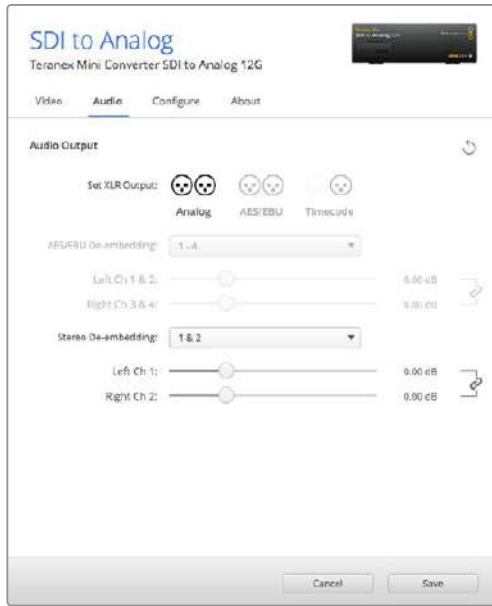 SDI to Analog
Teranex Mini Converter SDI to Analog 12G
Video Audio Configure About
Audio Output
Set XLR Output:
Analog AES/EBU Timecode
AES/EBU De-embedding: 1 - 4
Left Ch 1 & 2: 0.00 dB
Right Ch 3 & 4: 0.00 dB
Stereo De-embedding: 1 & 2
Left Ch 1: 0.00 dB
Right Ch 2: 0.00 dB
Cancel Save